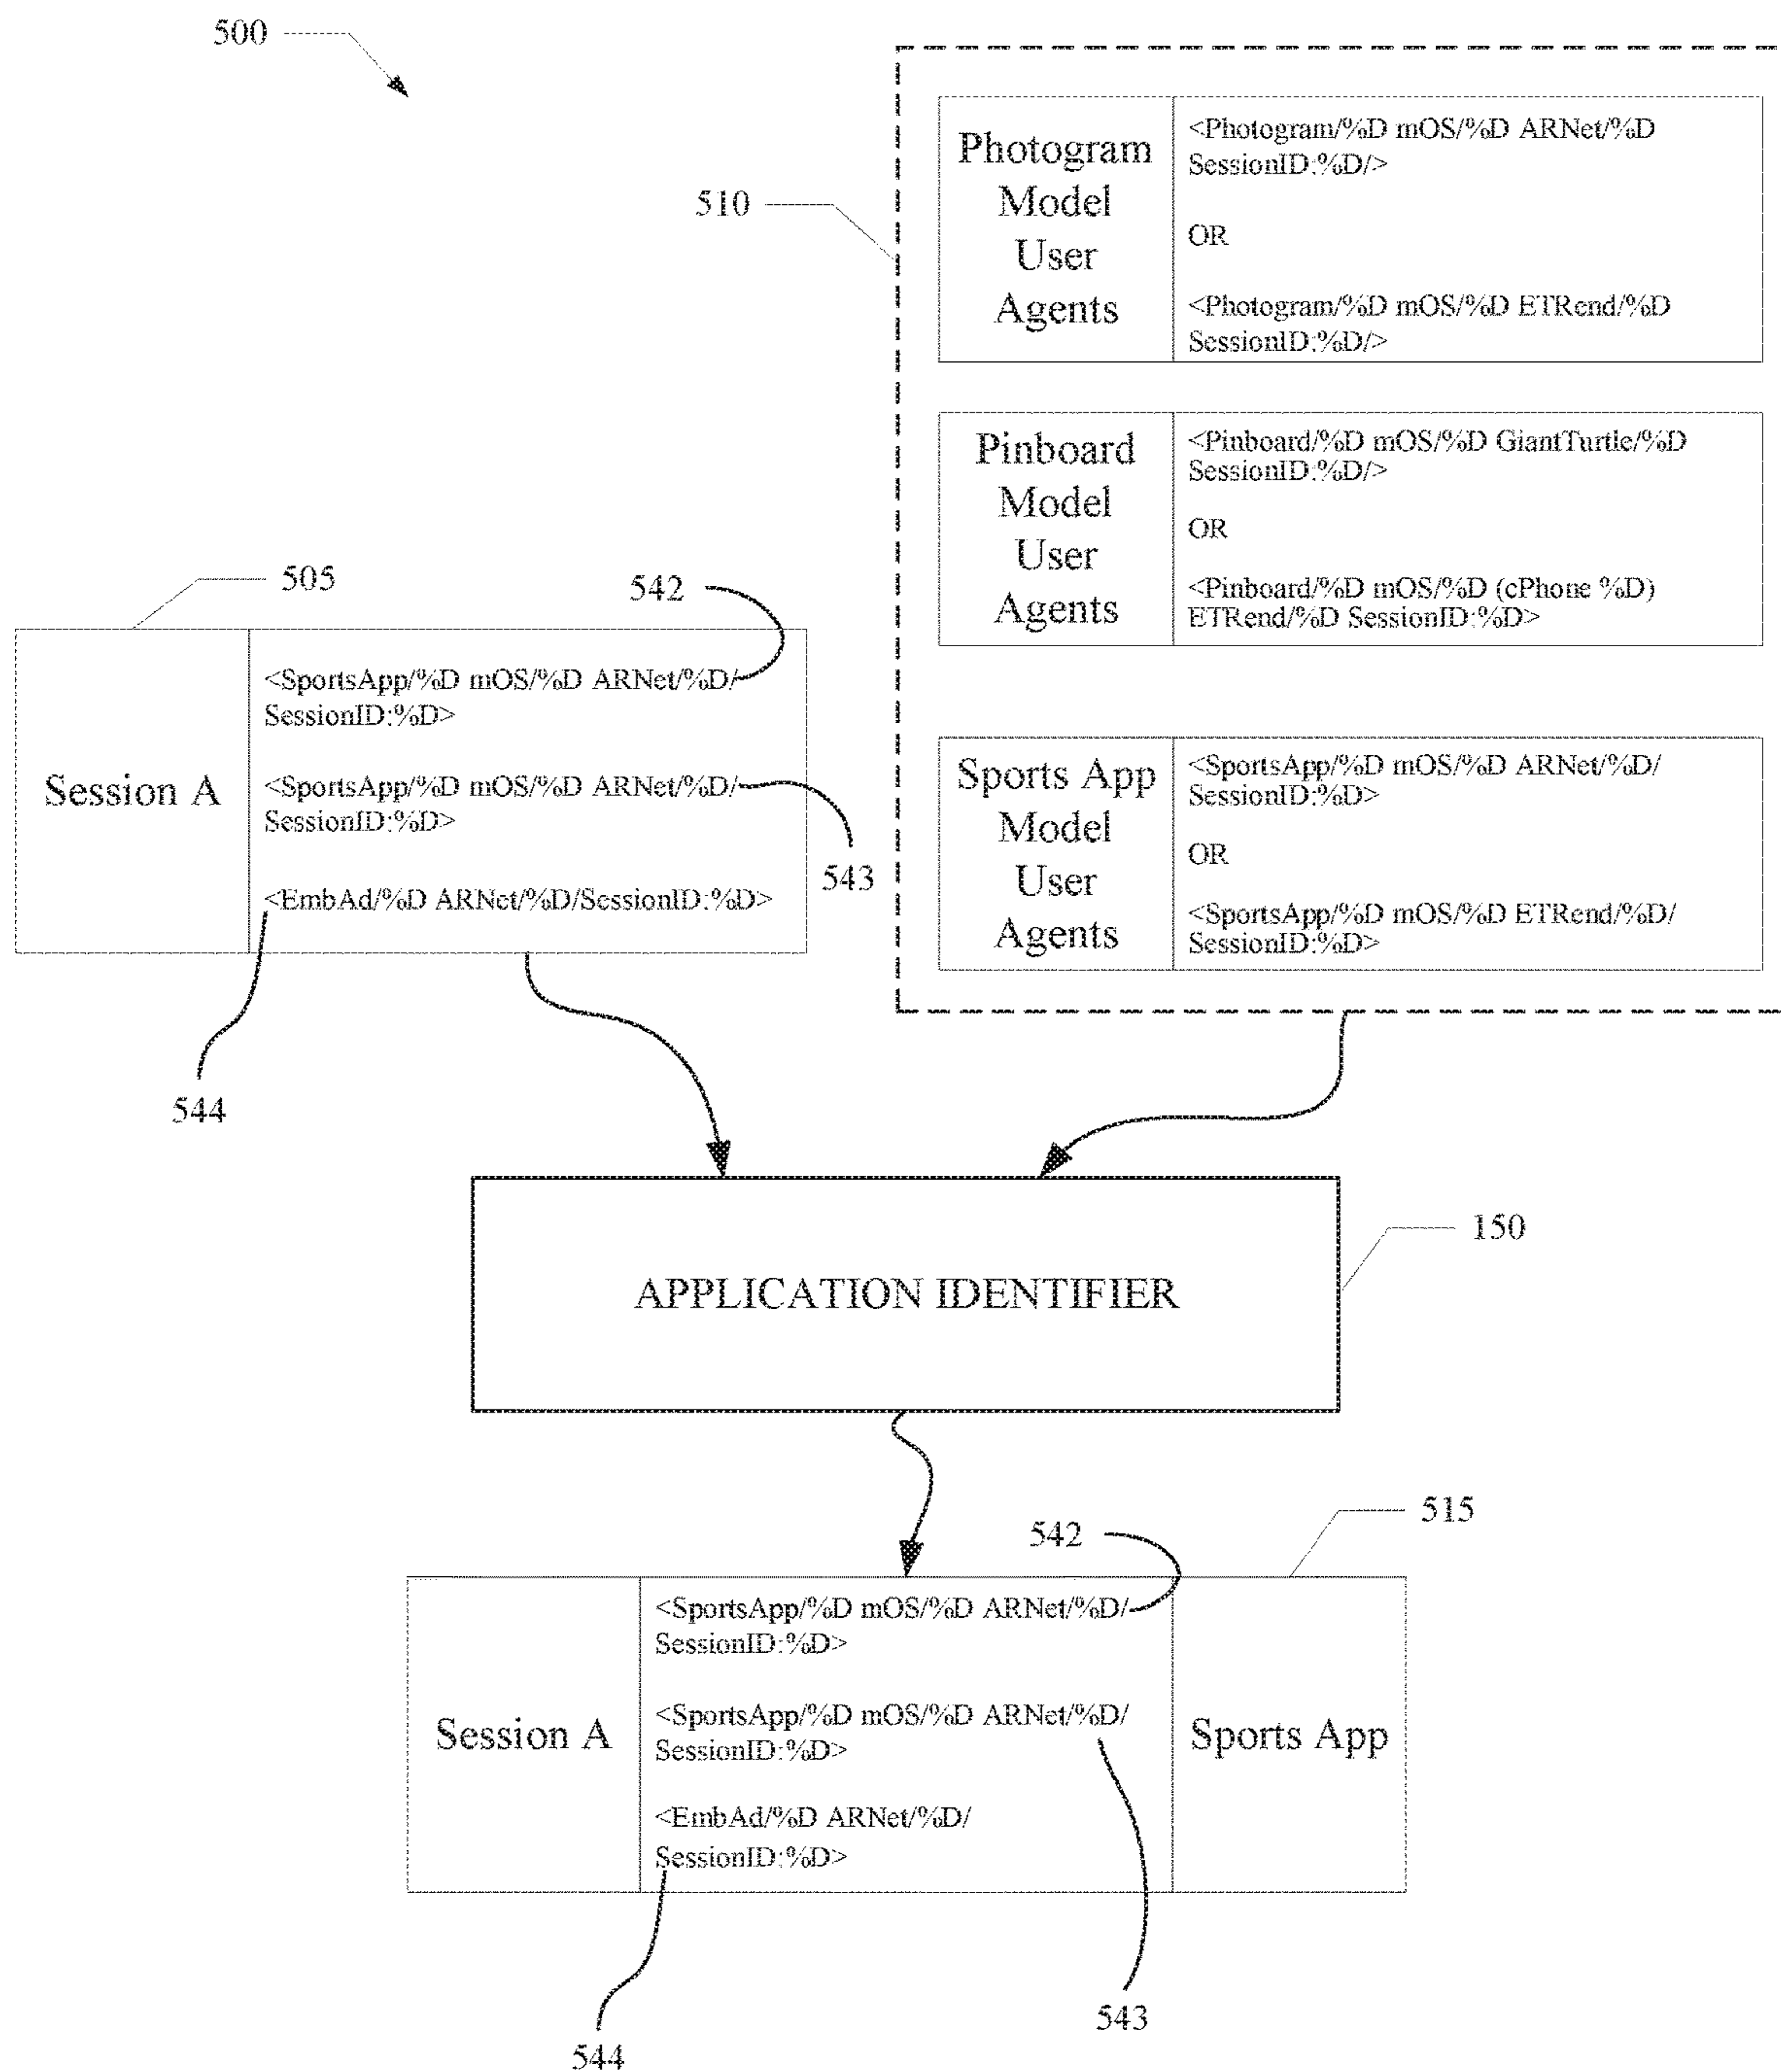 500
510
Photogram
Model
User
Agents
<Photogram/%D mOS/%D ARNet/%D
SessionID:%D/>
OR
<Photogram/%D mOS/%D ETRend/%D
SessionID:%D/>
Pinboard
Model
User
Agents
<Pinboard/%D mOS/%D GiantTurtle/%D
SessionID:%D/>
OR
<Pinboard/%D mOS/%D (cPhone %D)
ETRend/%D SessionID:%D>
Sports App
Model
User
Agents
<SportsApp/%D mOS/%D ARNet/%D/
SessionID:%D>
OR
<SportsApp/%D mOS/%D ETRend/%D/
SessionID:%D>
505
542
Session A
<SportsApp/%D mOS/%D ARNet/%D/
SessionID:%D>
<SportsApp/%D mOS/%D ARNet/%D/
SessionID:%D>
543
<EmbAd/%D ARNet/%D/SessionID:%D>
544
150
APPLICATION IDENTIFIER
515
542
Session A
<SportsApp/%D mOS/%D ARNet/%D/
SessionID:%D>
<SportsApp/%D mOS/%D ARNet/%D/
SessionID:%D>
<EmbAd/%D ARNet/%D/
SessionID:%D>
Sports App
543
544